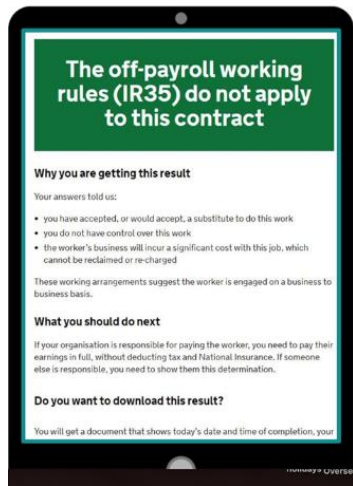 The off-payroll working
rules (IR35) do not apply
to this contract
Why you are getting this result
Your answers told us:
• you have accepted, or would accept, a substitute to do this work
• you do not have control over this work
• the worker's business will incur a significant cost with this job, which
cannot be reclaimed or re-charged
These working arrangements suggest the worker is engaged on a business to
business basis.
What you should do next
If your organisation is responsible for paying the worker, you need to pay their
earnings in full, without deducting tax and National Insurance. If someone
else is responsible, you need to show them this determination.
Do you want to download this result?
You will get a document that shows today's date and time of completion, your
holidays Overse